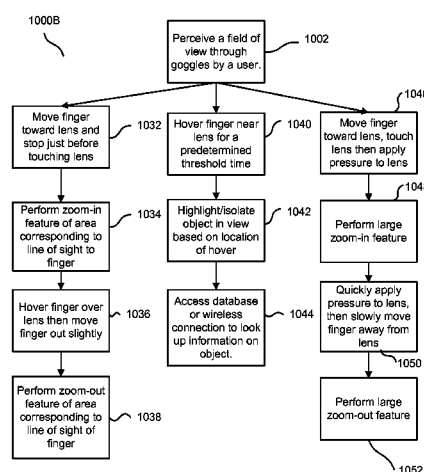 1000B
Perceive a field of
view through
goggles by a user.
1002
Move finger
toward lens and
stop just before
touching lens
1032
Hover finger near
lens for a
predetermined
threshold time
1040
Move finger
toward lens, touch
lens then apply
pressure to lens
Perform zoom-in
feature of area
corresponding to
line of sight to
finger
1034
Highlight/isolate
object in view
based on location
of hover
1042
Perform large
zoom-in feature
Hover finger over
lens then move
finger out slightly
1036
Access database
or wireless
connection to look
up information on
object.
1044
Quickly apply
pressure to lens,
then slowly move
finger away from
lens
1050
Perform zoom-out
feature of area
corresponding to
line of sight of
finger
1038
Perform large
zoom-out feature
1052